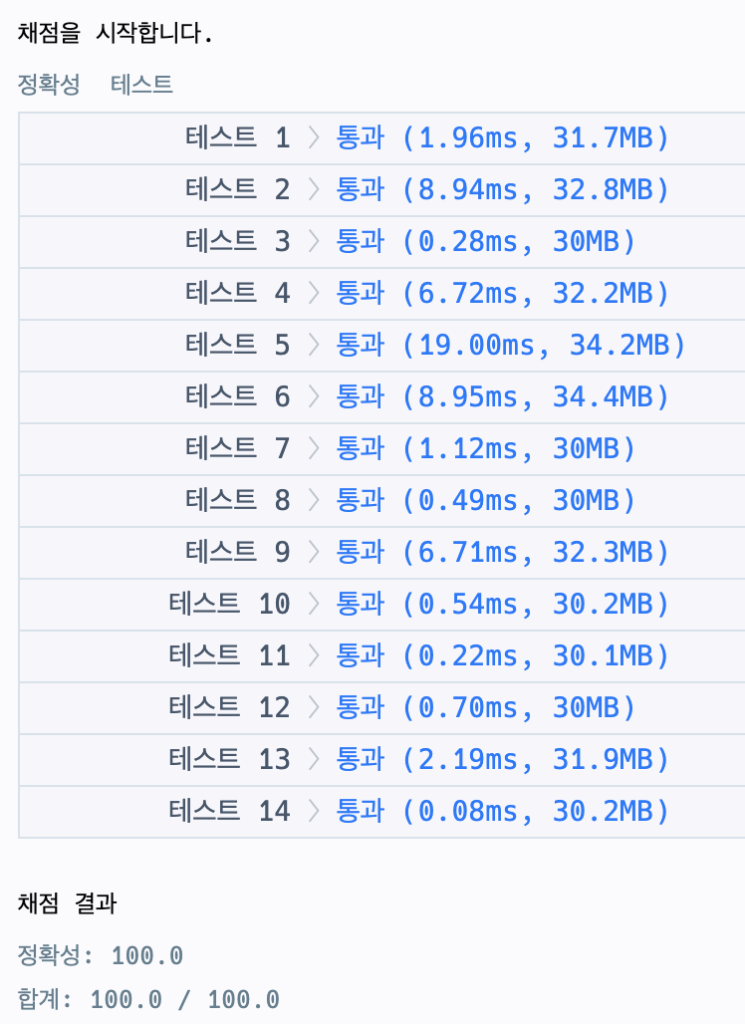 채점을 시작합니다.
정확성 테스트
테스트 1 〉 통과 (1.96ms, 31.7MB)
테스트 2 〉 통과 (8.94ms, 32.8MB)
테스트 3 〉 통과 (0.28ms, 30MB)
테스트 4 〉 통과 (6.72ms, 32.2MB)
테스트 5 〉 통과 (19.00ms, 34.2MB)
테스트 6 〉 통과 (8.95ms, 34.4MB)
테스트 7 〉 통과 (1.12ms, 30MB)
테스트 8 〉 통과 (0.49ms, 30MB)
테스트 9 〉 통과 (6.71ms, 32.3MB)
테스트 10 〉 통과 (0.54ms, 30.2MB)
테스트 11 〉 통과 (0.22ms, 30.1MB)
테스트 12 〉 통과 (0.70ms, 30MB)
테스트 13 〉 통과 (2.19ms, 31.9MB)
테스트 14 〉 통과 (0.08ms, 30.2MB)
채점 결과
정확성: 100.0
합계: 100.0 / 100.0